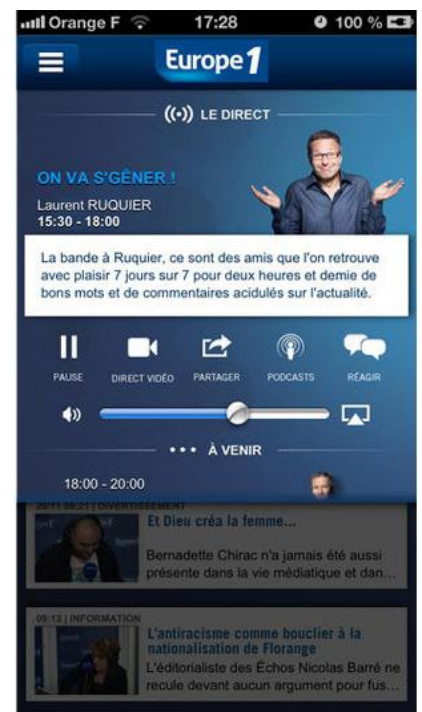 Orange F 17:28 100 %
Europe 1
LE DIRECT
ON VA S'GÊNER !
Laurent RUQUIER
15:30 - 18:00
La bande à Ruquier, ce sont des amis que l'on retrouve
avec plaisir 7 jours sur 7 pour deux heures et demie de
bons mots et de commentaires acidulés sur l'actualité.
PAUSE DIRECT VIDÉO PARTAGER PODCASTS RÉAGIR
••• À VENIR
18:00 - 20:00
29/11 09:21 | DIVERTISSEMENT
Et Dieu créa la femme...
Bernadette Chirac n'a jamais été aussi
présente dans la vie médiatique et dan...
09:13 | INFORMATION
L'antiracisme comme bouclier à la
nationalisation de Florange
L'éditorialiste des Échos Nicolas Barré ne
recule devant aucun argument pour fus...